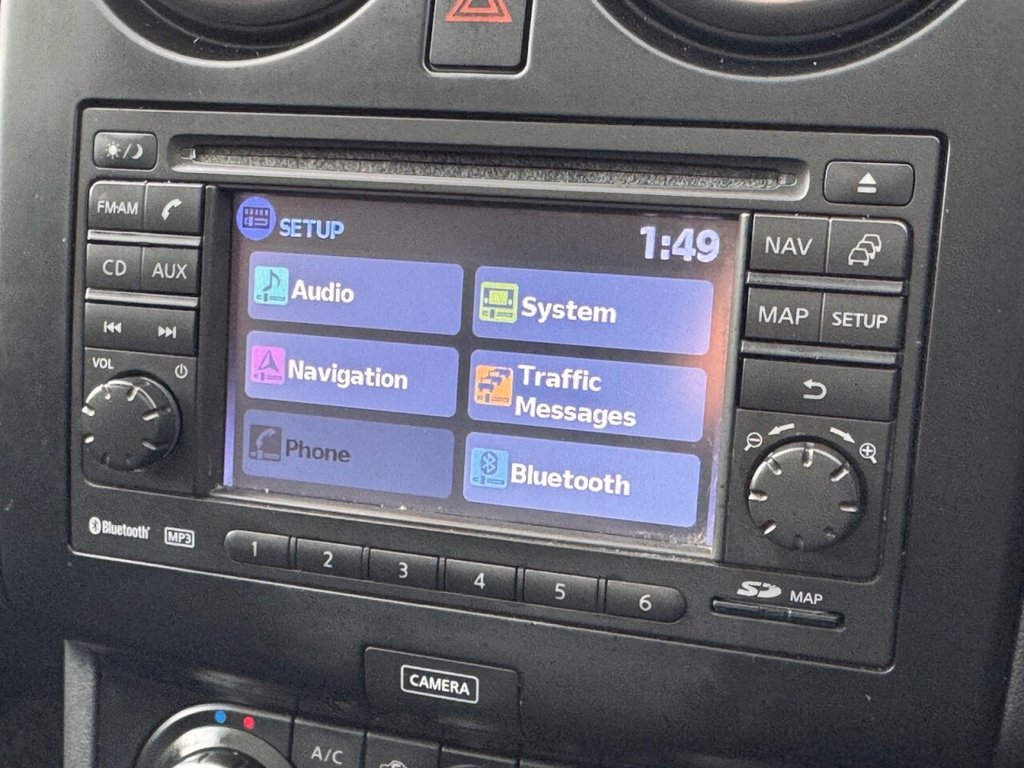 FM·AM
CD
AUX
VOL
SETUP
1:49
Audio
System
Navigation
Traffic
Messages
Phone
Bluetooth
NAV
MAP
SETUP
Bluetooth
MP3
1
2
3
4
5
6
SD
MAP
CAMERA
A/C